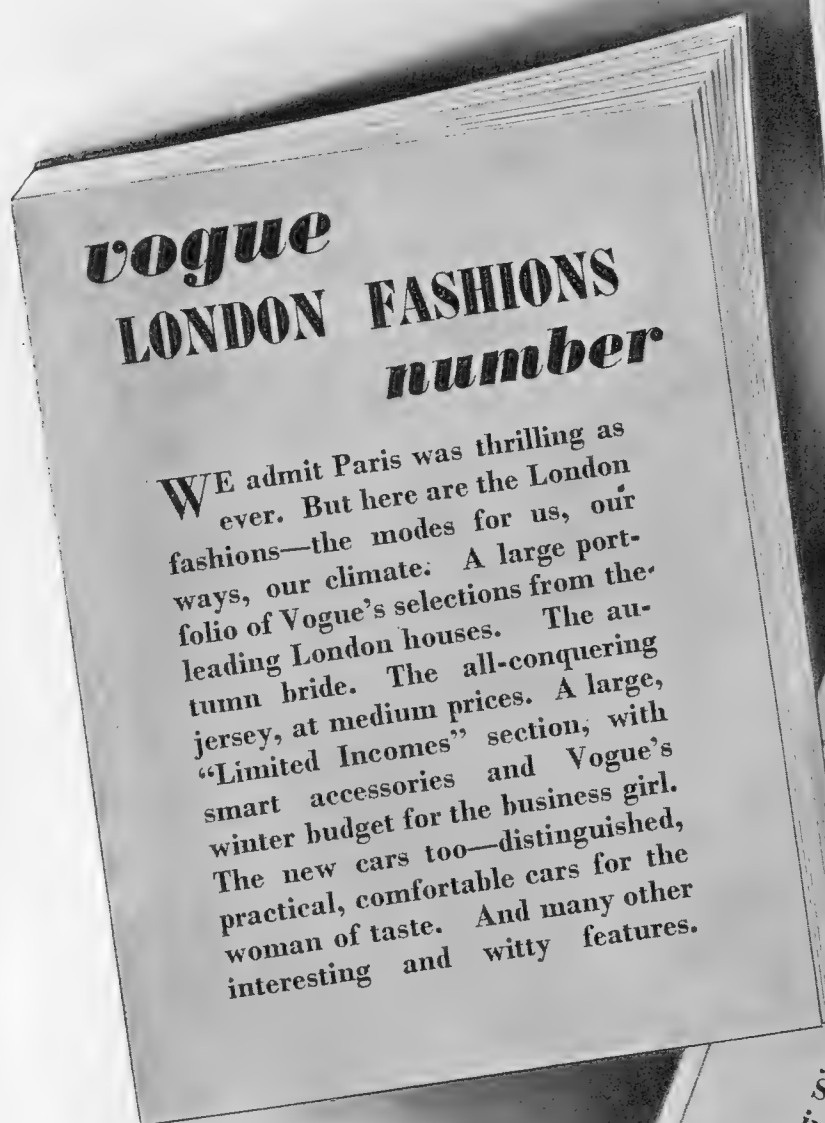 vogue
LONDON FASHIONS
number
WE admit Paris was thrilling as
ever. But here are the London
fashions—the modes for us, our
ways, our climate. A large port-
folio of Vogue's selections from the
leading London houses. The au-
tumn bride. The all-conquering
jersey, at medium prices. A large,
“Limited Incomes” section, with
smart accessories and Vogue's
winter budget for the business girl.
The new cars too—distinguished,
practical, comfortable cars for the
woman of taste. And many other
interesting and witty features.